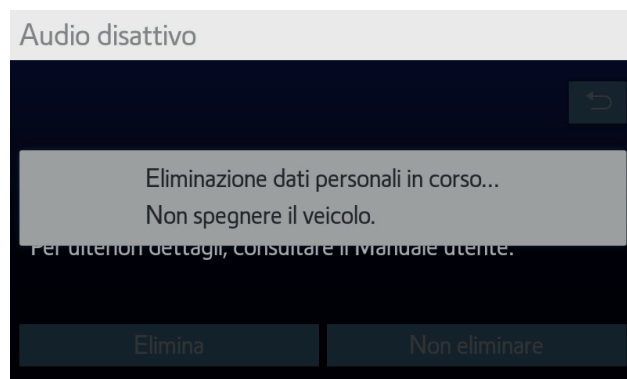 Audio disattivo
Eliminazione dati personali in corso...
Non spegnere il veicolo.
Per ulteriori dettagli, consultare il Manuale utente.
Elimina
Non eliminare